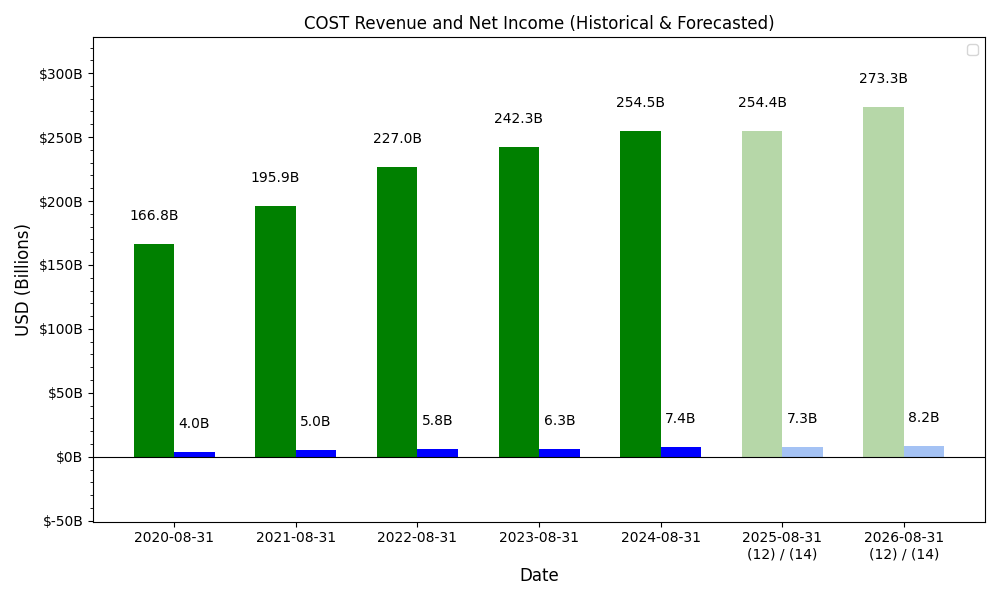 COST Revenue and Net Income (Historical & Forecasted)
$300B
$250B
$200B
$150B
$100B
$50B
$0B
$-50B
USD (Billions)
166.8B
4.0B
195.9B
5.0B
227.0B
5.8B
242.3B
6.3B
254.5B
7.4B
254.4B
7.3B
273.3B
8.2B
2020-08-31
2021-08-31
2022-08-31
2023-08-31
2024-08-31
2025-08-31
(12) / (14)
2026-08-31
(12) / (14)
Date